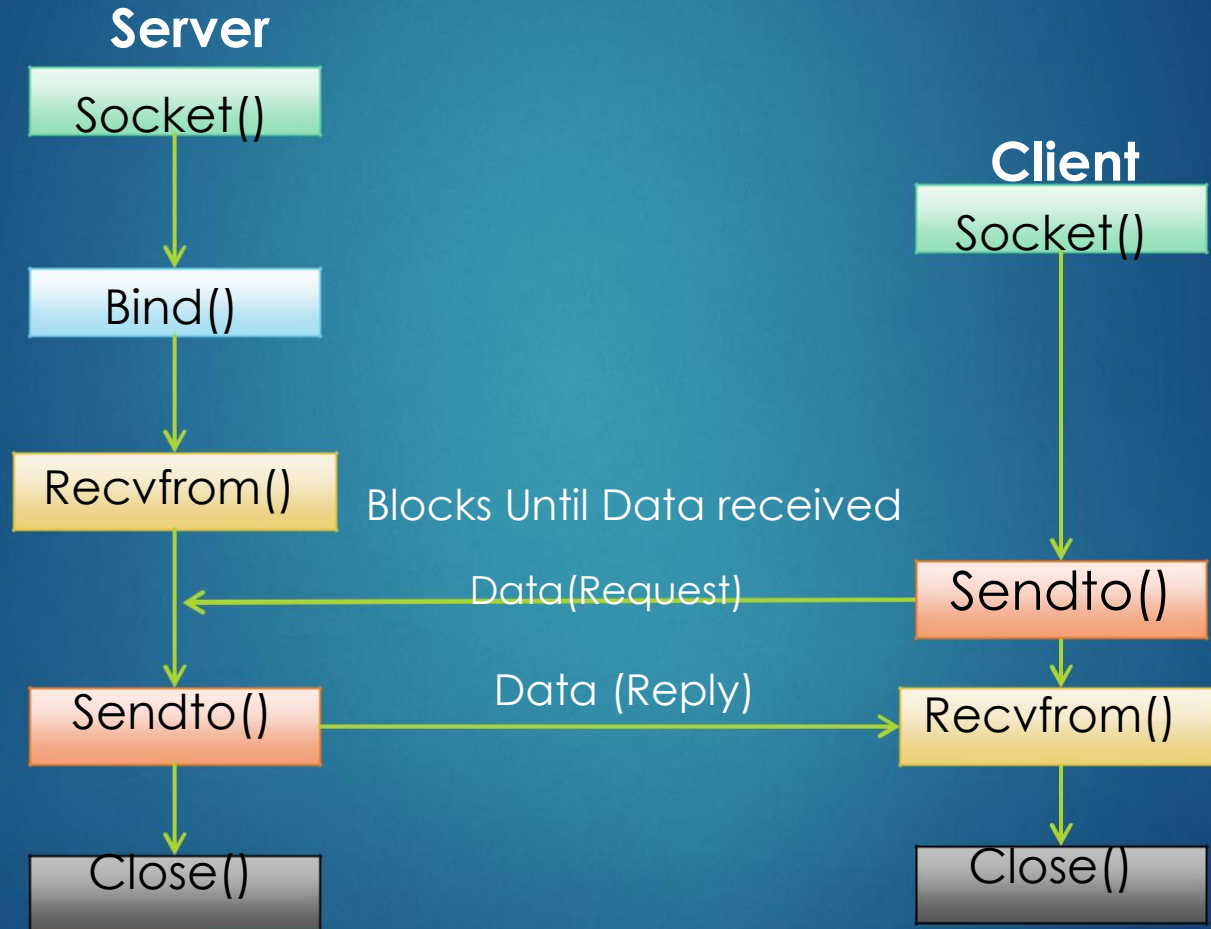 Server
Socket()
Client
Socket()
Bind()
Recvfrom()
Blocks Until Data received
Data(Request)
Sendto()
Sendto()
Data (Reply)
Recvfrom()
Close()
Close()